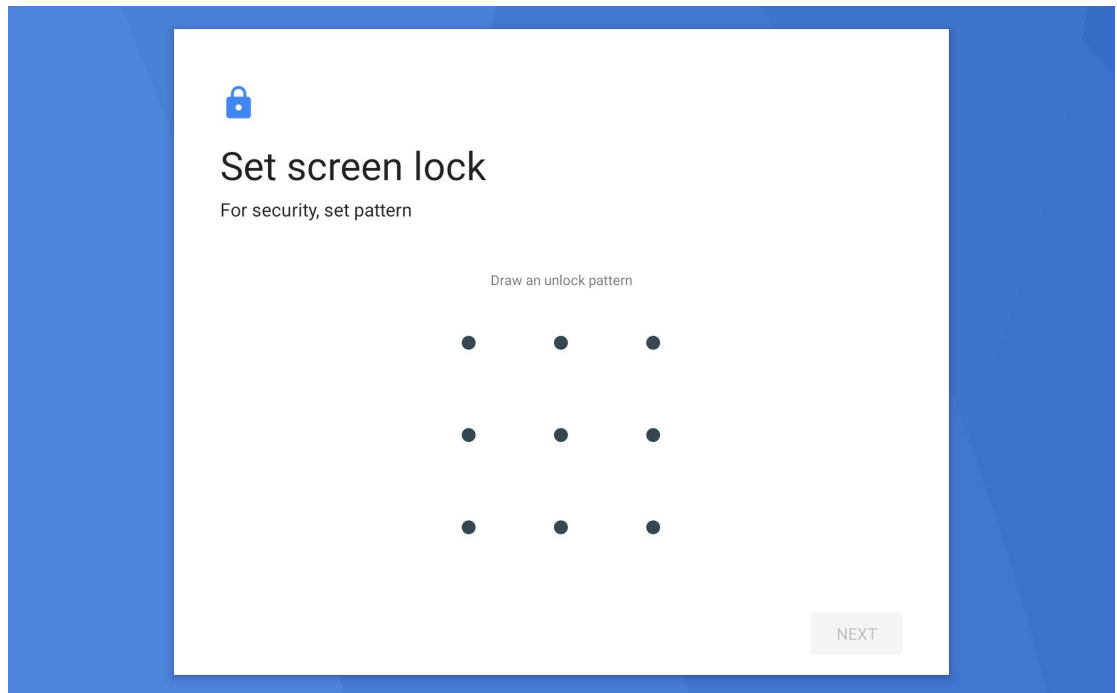 Set screen lock
For security, set pattern
Draw an unlock pattern
NEXT